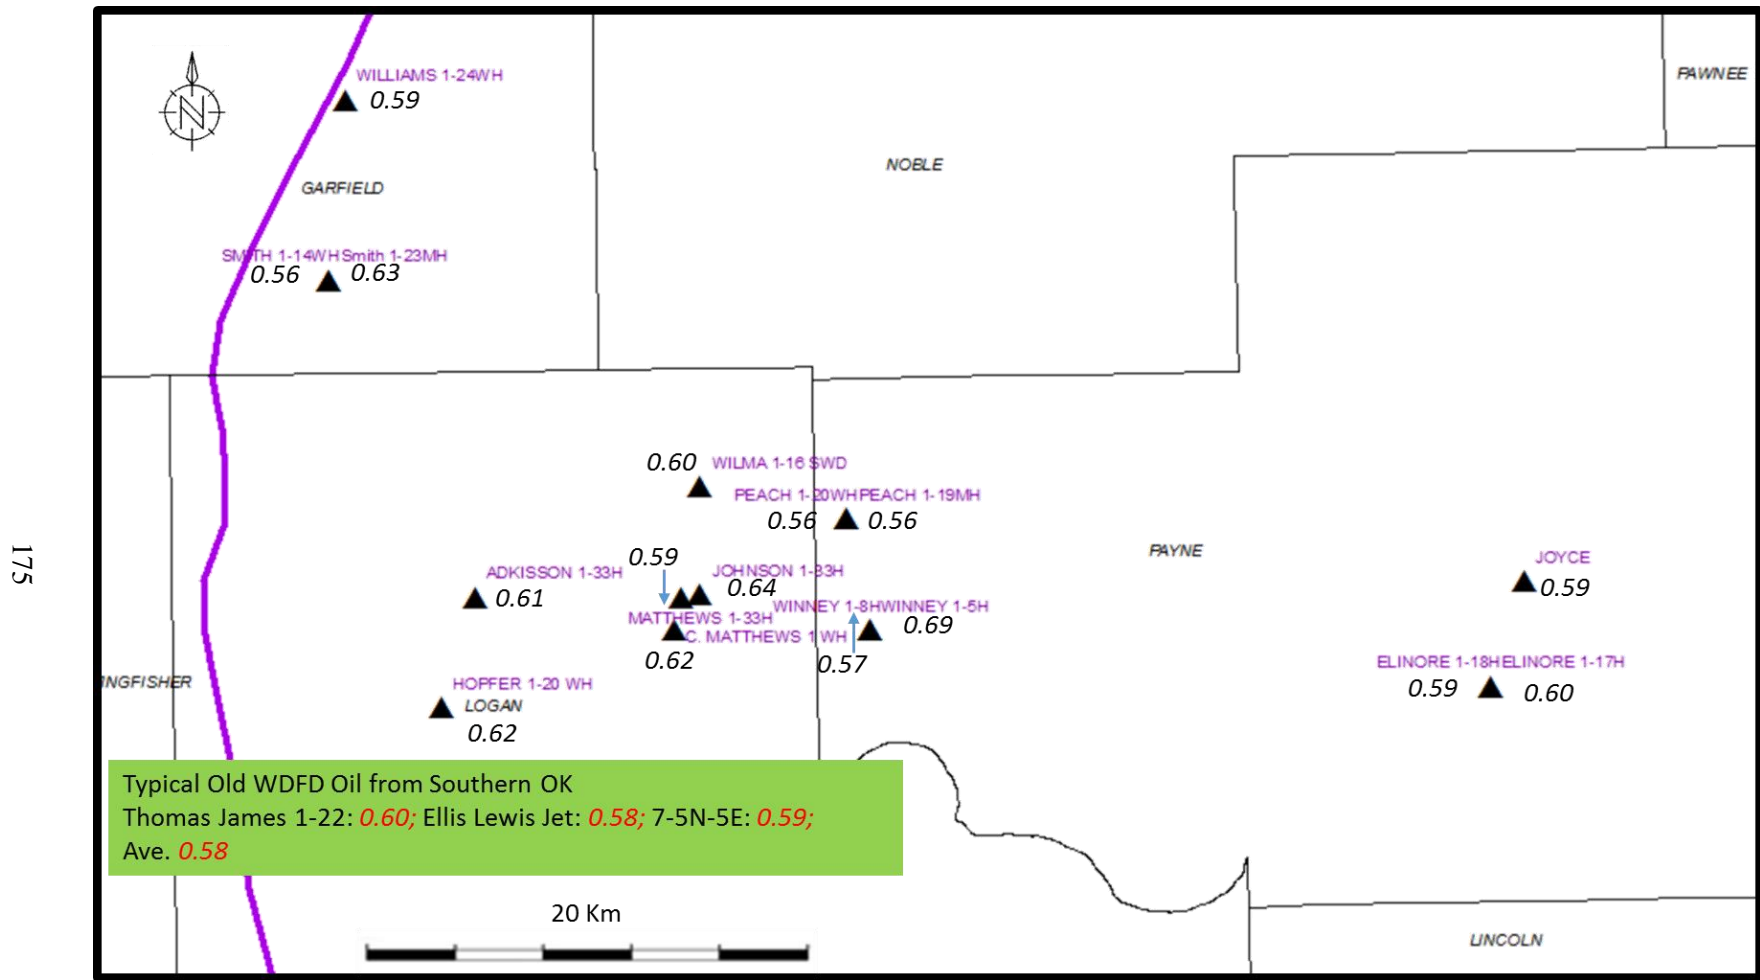 WILLIAMS 1-24WH
0.59
PAWNEE
N
NOBLE
GARFIELD
SMITH 1-14WH Smith 1-23MH
0.56 0.63
0.60 WILMA 1-16 SWD
PEACH 1-20WH PEACH 1-19MH
0.56 0.56
175
0.59
PAYNE
JOYCE
0.59
ADKISSON 1-33H
0.61
JOHNSON 1-33H
0.64
MATTHEWS 1-33H
WINNEY 1-8H WINNEY 1-5H
0.69
C. MATTHEWS 1 WH
0.62
0.57
ELINORE 1-18H ELINORE 1-17H
0.59 0.60
INGFISHER
HOPFER 1-20 WH
LOGAN
0.62
Typical Old WDFD Oil from Southern OK
Thomas James 1-22: 0.60; Ellis Lewis Jet: 0.58; 7-5N-5E: 0.59;
Ave. 0.58
20 Km
LINCOLN